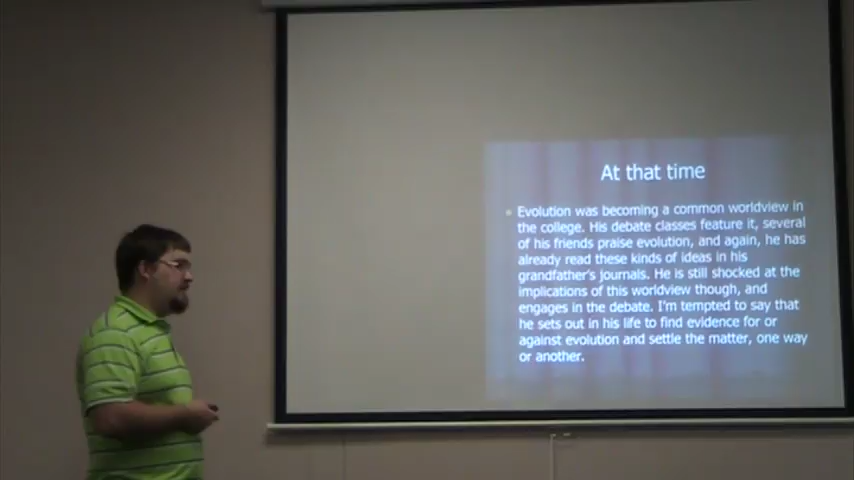 At that time
Evolution was becoming a common worldview in
the college. His debate classes feature it, several
of his friends praise evolution, and again, he has
already read these kinds of ideas in his
grandfather's journals. He is still shocked at the
implications of this worldview though, and
engages in the debate. I'm tempted to say that
he sets out in his life to find evidence for or
against evolution and settle the matter, one way
or another.